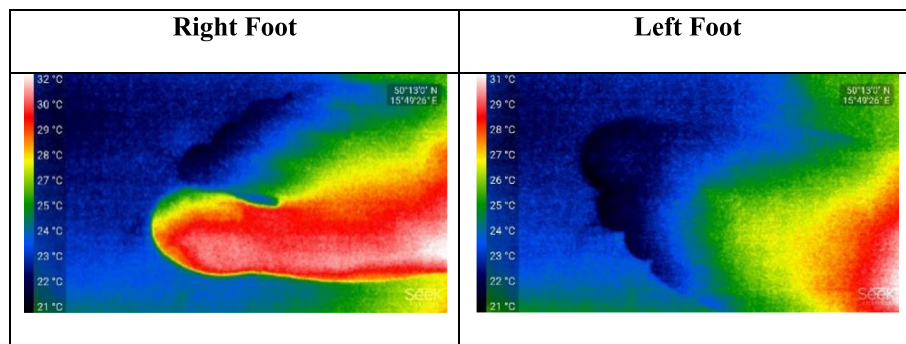 Right Foot
Left Foot
32 °C
30 °C
29 °C
28 °C
27 °C
26 °C
25 °C
24 °C
23 °C
22 °C
21 °C
50°13'0" N
15°49'26" E
Seek
31 °C
29 °C
28 °C
27 °C
26 °C
25 °C
24 °C
23 °C
22 °C
21 °C
50°13'0" N
15°49'26" E
Seek